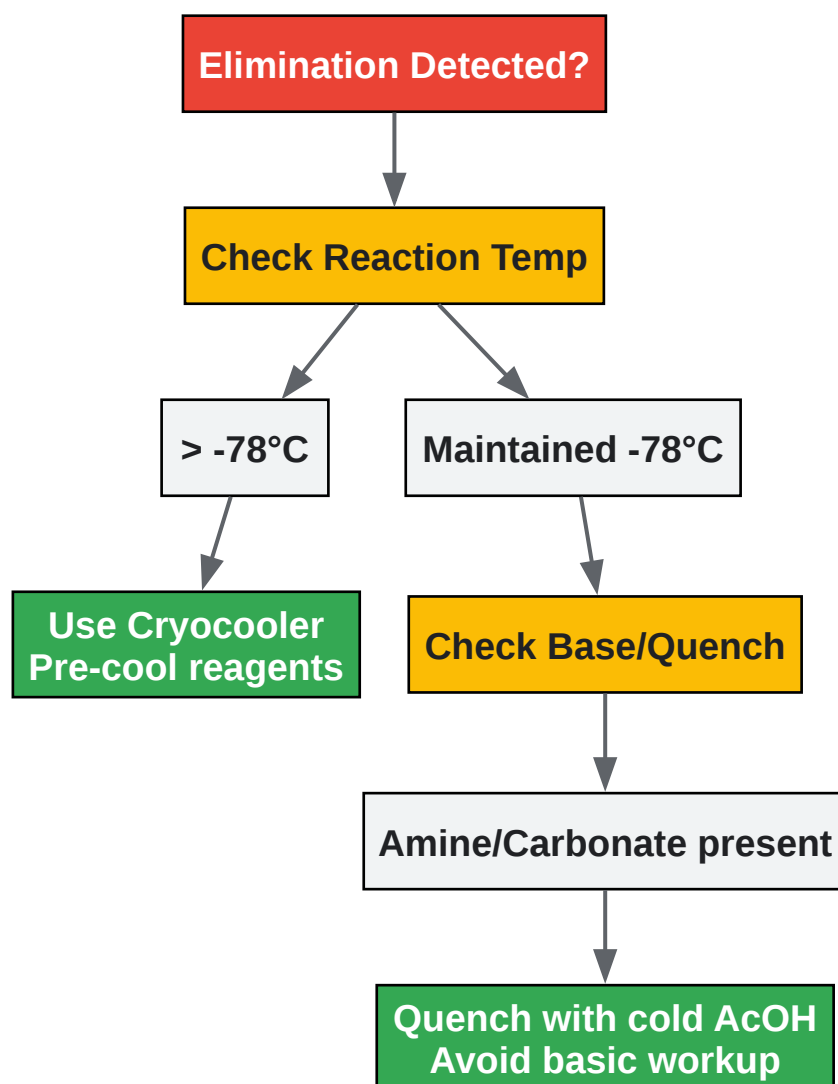 Elimination Detected?
Check Reaction Temp
> -78°C
Maintained -78°C
Use Cryocooler
Pre-cool reagents
Check Base/Quench
Amine/Carbonate present
Quench with cold AcOH
Avoid basic workup